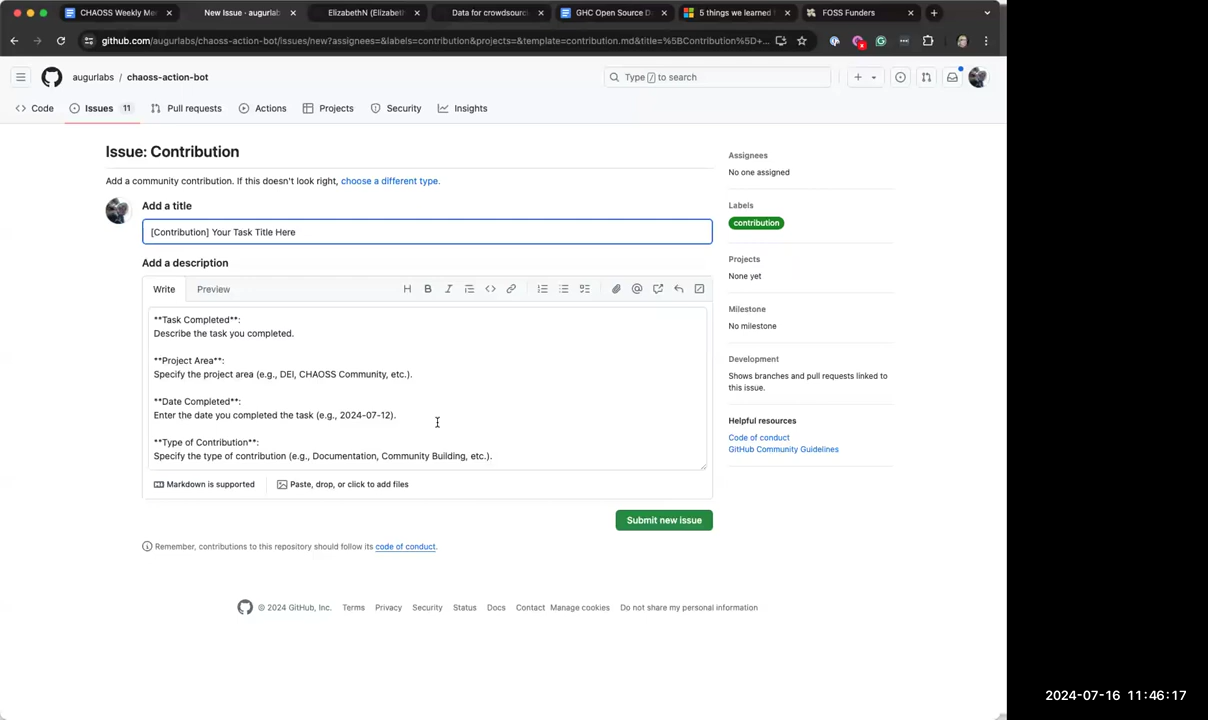 CHAOSS Weekly Me
New Issue · augurlabs
ElizabethN (Elizabeth
Data for crowdsourci
GHC Open Source D
5 things we learned
FOSS Funders
github.com/augurlabs/chaoss-action-bot/issues/new?assignees=&labels=contribution&projects=&template=contribution.md&title=%5BContribution%5D+...
augurlabs / chaoss-action-bot
Type / to search
Code
Issues 11
Pull requests
Actions
Projects
Security
Insights
Issue: Contribution
Add a community contribution. If this doesn't look right, choose a different type.
Add a title
[Contribution] Your Task Title Here
Add a description
Write
Preview
H B I
**Task Completed**:
Describe the task you completed.
**Project Area**:
Specify the project area (e.g., DEI, CHAOSS Community, etc.).
**Date Completed**:
Enter the date you completed the task (e.g., 2024-07-12).
**Type of Contribution**:
Specify the type of contribution (e.g., Documentation, Community Building, etc.).
Markdown is supported
Paste, drop, or click to add files
Submit new issue
Remember, contributions to this repository should follow its code of conduct.
Assignees
No one assigned
Labels
contribution
Projects
None yet
Milestone
No milestone
Development
Shows branches and pull requests linked to
this issue.
Helpful resources
Code of conduct
GitHub Community Guidelines
© 2024 GitHub, Inc.
Terms
Privacy
Security
Status
Docs
Contact
Manage cookies
Do not share my personal information
2024-07-16 11:46:17